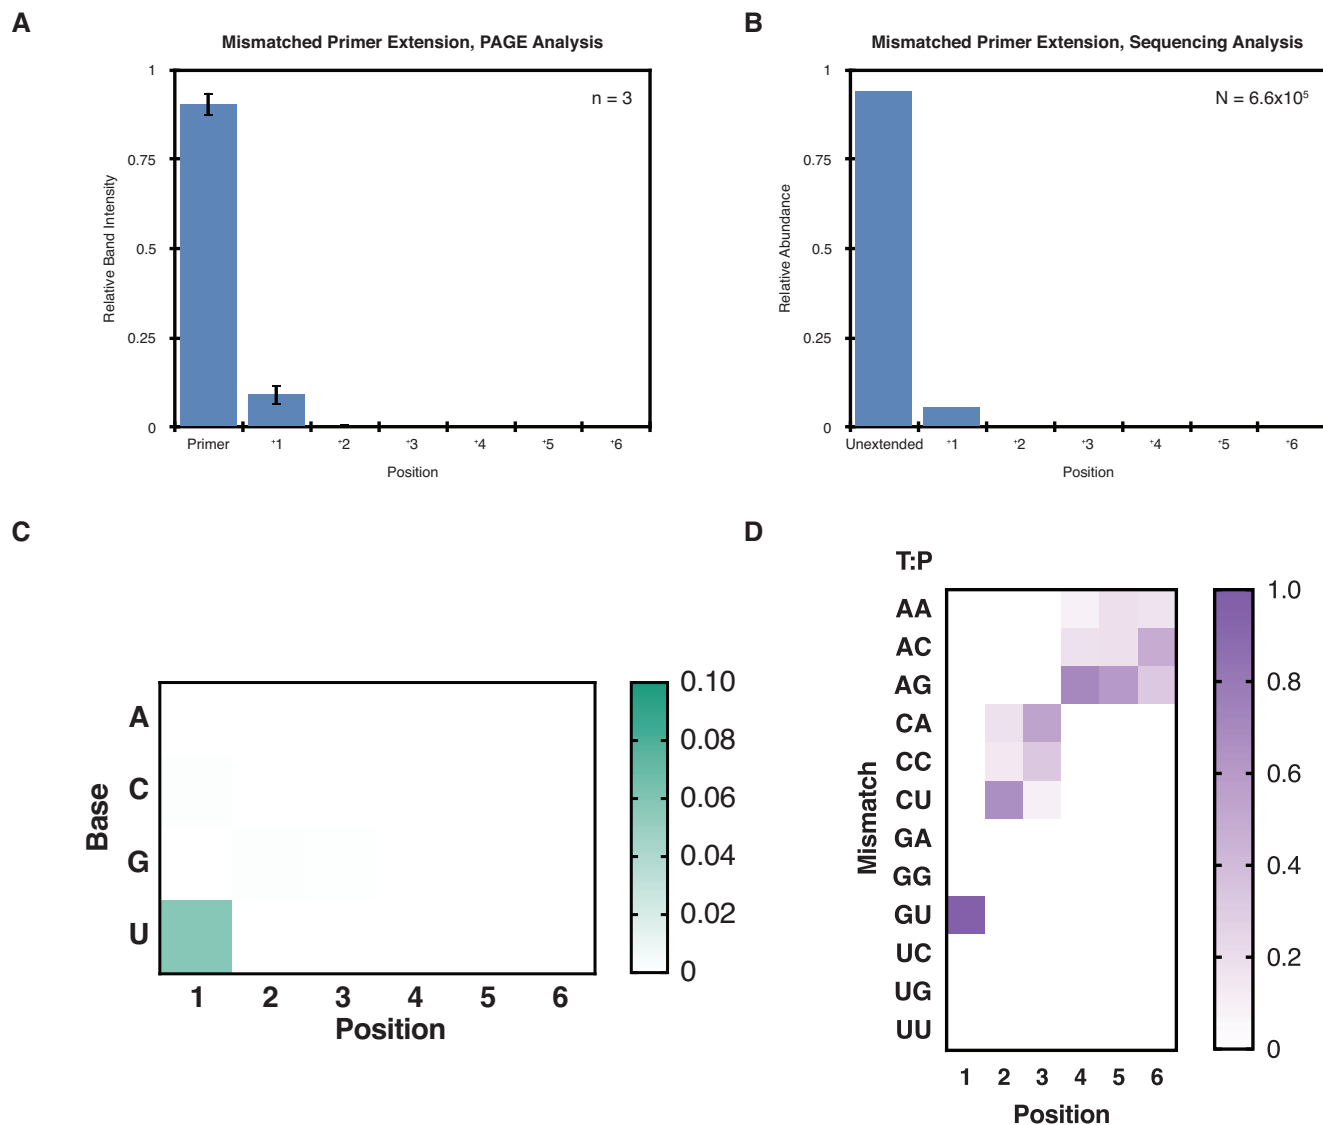 A
Mismatched Primer Extension, PAGE Analysis
n = 3
1
0.75
0.5
0.25
0
Relative Band Intensity
Primer +1 +2 +3 +4 +5 +6
Position
B
Mismatched Primer Extension, Sequencing Analysis
N = 6.6x10⁵
1
0.75
0.5
0.25
0
Relative Abundance
Unextended +1 +2 +3 +4 +5 +6
Position
C
A
C
G
U
Base
1 2 3 4 5 6
Position
0.10
0.08
0.06
0.04
0.02
0
D
T:P
AA
AC
AG
CA
CC
CU
GA
GG
GU
UC
UG
UU
Mismatch
1 2 3 4 5 6
Position
1.0
0.8
0.6
0.4
0.2
0